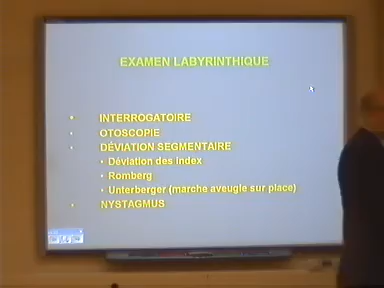 EXAMEN LABYRINTHIQUE
• INTERROGATOIRE
• OTOSCOPIE
• DÉVIATION SEGMENTAIRE
• Déviation des index
• Romberg
• Unterberger (marche aveugle sur place)
• NYSTAGMUS